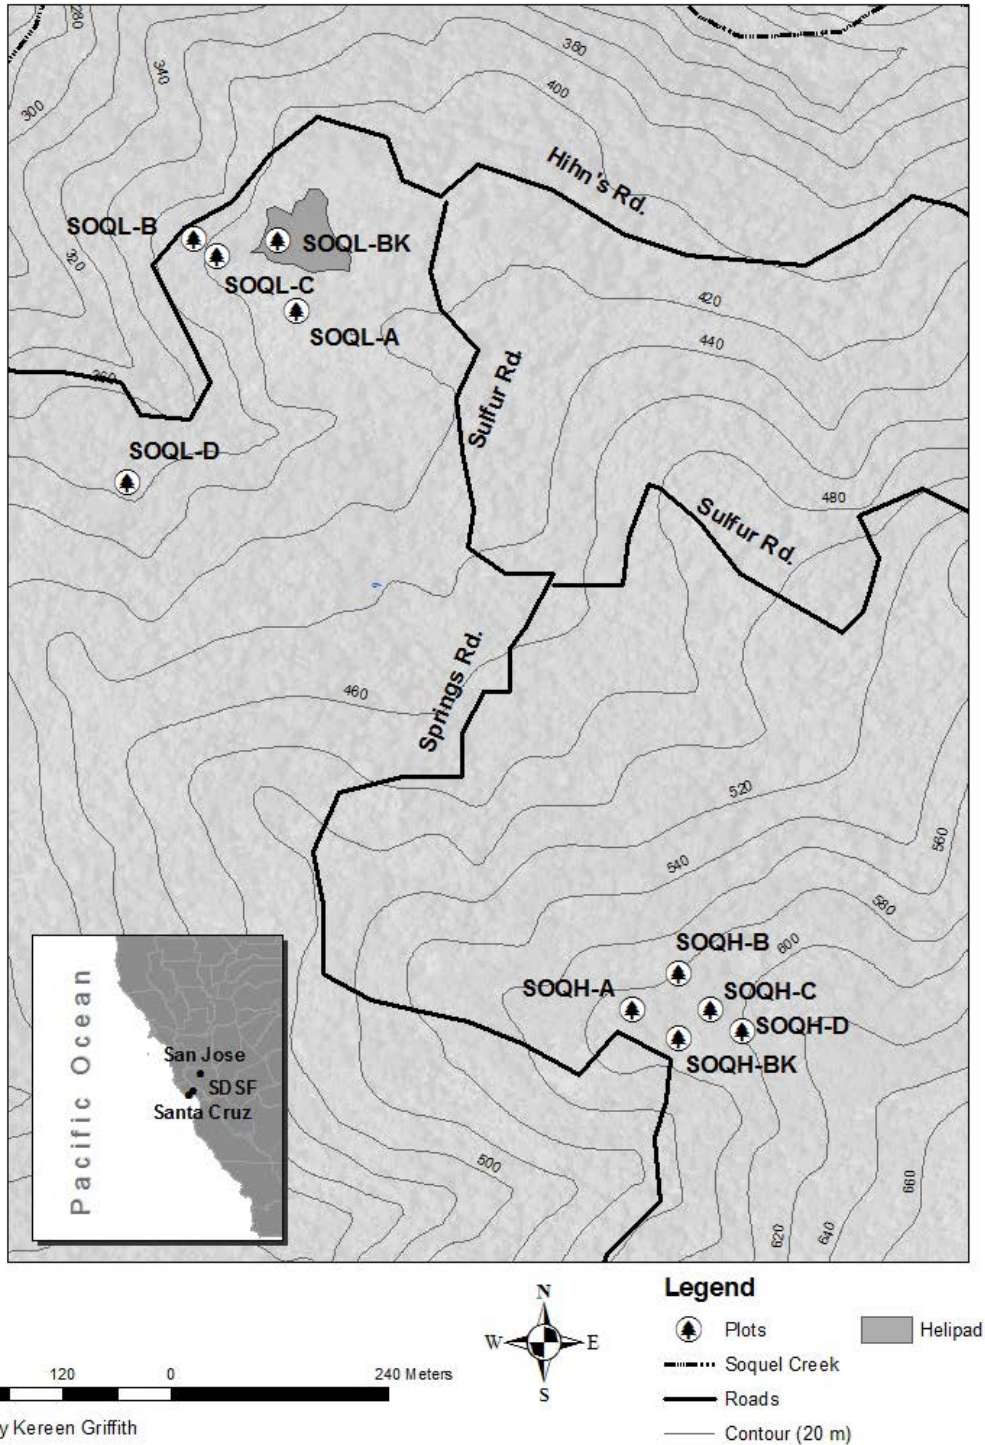 280
380
340
400
300
Hihn's Rd.
SOQL-B
SOQL-BK
320
SOQL-C
420
SOQL-A
440
360
Sulfur Rd.
SOQL-D
480
Sulfur Rd.
Springs Rd.
460
520
560
540
580
600
SOQH-B
SOQH-A
SOQH-C
SOQH-D
SOQH-BK
500
660
620
640
Pacific Ocean
San Jose
SDSF
Santa Cruz
N
W E
S
Legend
Plots
Helipad
Soquel Creek
Roads
Contour (20 m)
120 0 240 Meters
y Kereen Griffith